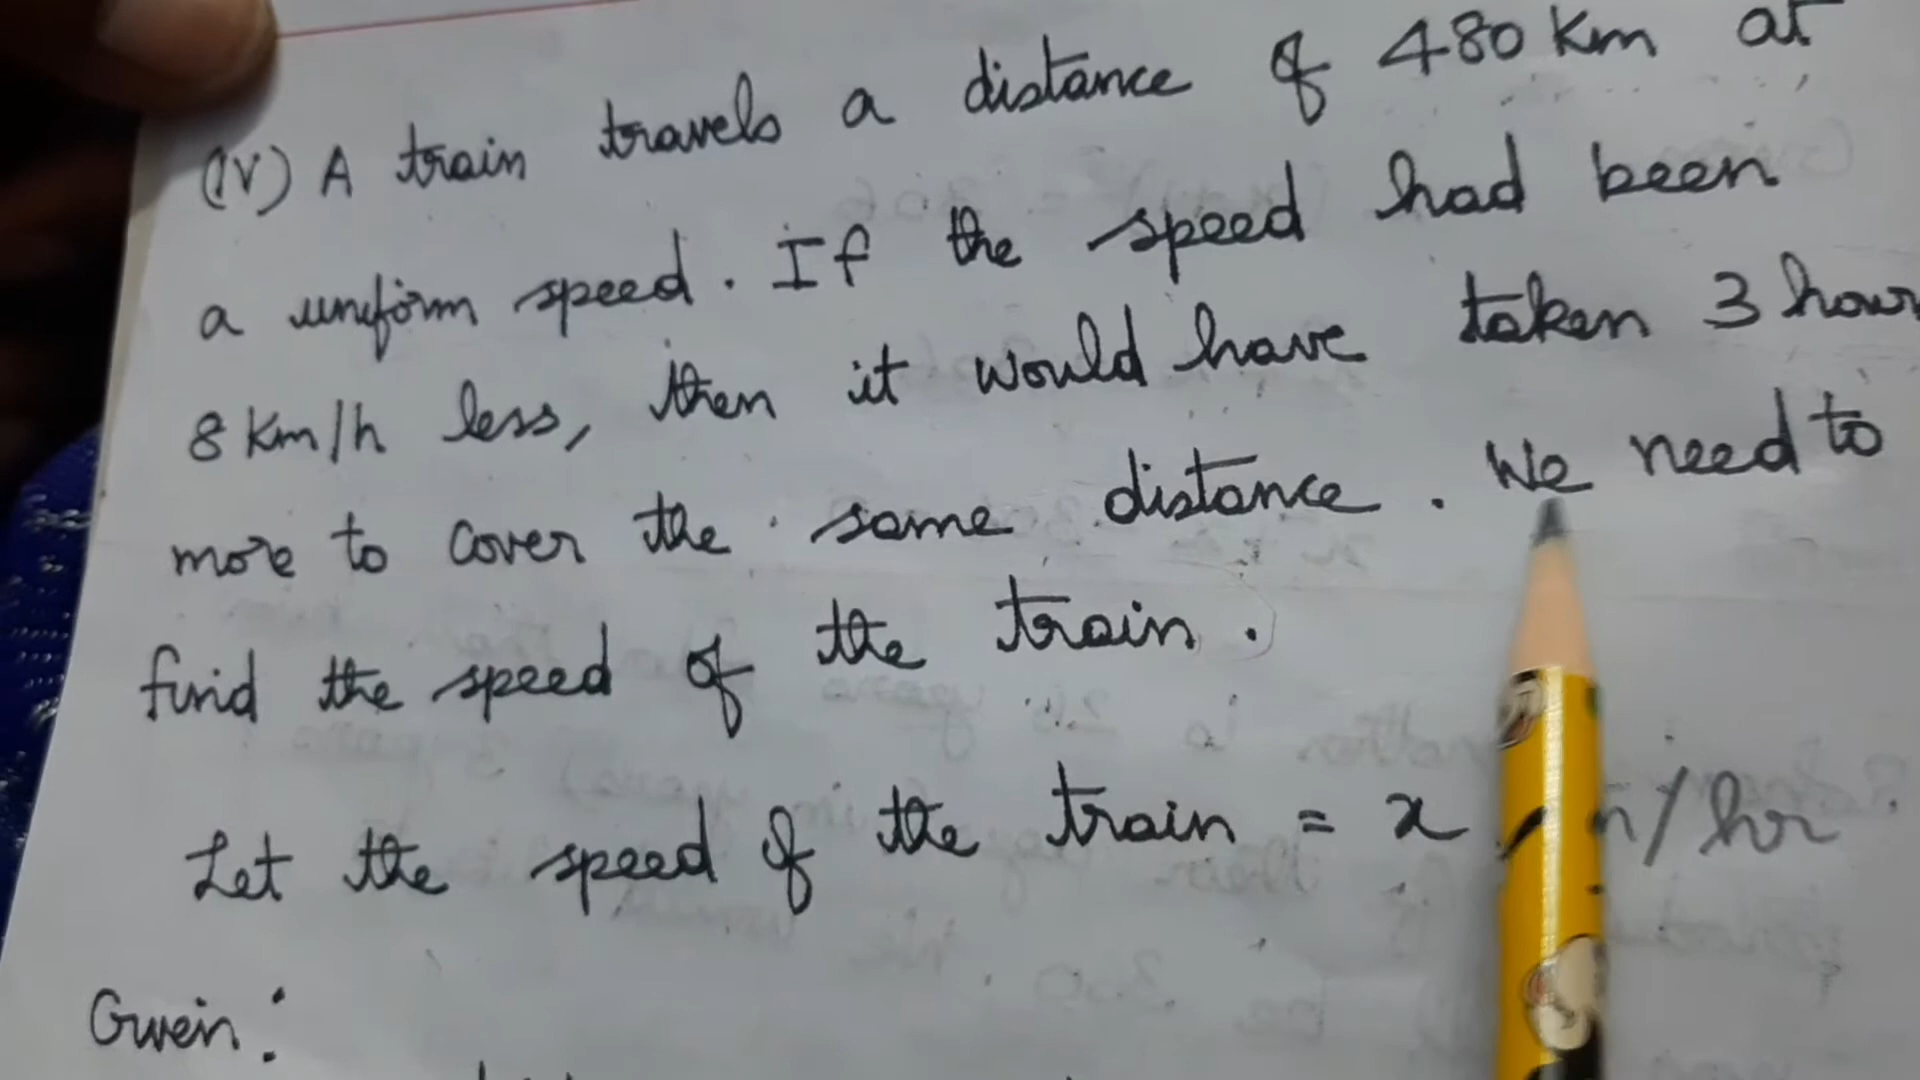 (IV) A train travels a distance of 480 km at
a uniform speed. If the speed had been
8 km/h less, then it would have taken 3 hour
more to cover the same distance. We need to
find the speed of the train.
Let the speed of the train = x /hr
Given: